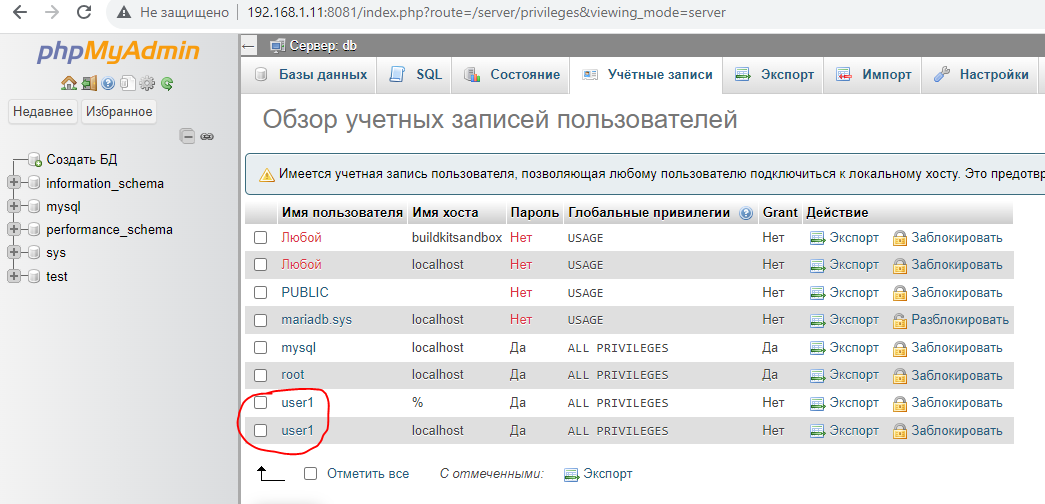 Не защищено 192.168.1.11:8081/index.php?route=/server/privileges&viewing_mode=server
phpMyAdmin
Недавнее Избранное
Создать БД
information_schema
mysql
performance_schema
sys
test
Сервер: db
Базы данных SQL Состояние Учётные записи Экспорт Импорт Настройки
Обзор учетных записей пользователей
Имеется учетная запись пользователя, позволяющая любому пользователю подключиться к локальному хосту. Это предотвр
Имя пользователя Имя хоста Пароль Глобальные привилегии Grant Действие
Любой buildkitsandbox Нет USAGE Нет Экспорт Заблокировать
Любой localhost Нет USAGE Нет Экспорт Заблокировать
PUBLIC Нет USAGE Нет Экспорт Заблокировать
mariadb.sys localhost Нет USAGE Нет Экспорт Разблокировать
mysql localhost Да ALL PRIVILEGES Да Экспорт Заблокировать
root localhost Да ALL PRIVILEGES Да Экспорт Заблокировать
user1 % Да ALL PRIVILEGES Нет Экспорт Заблокировать
user1 localhost Да ALL PRIVILEGES Нет Экспорт Заблокировать
Отметить все С отмеченными: Экспорт